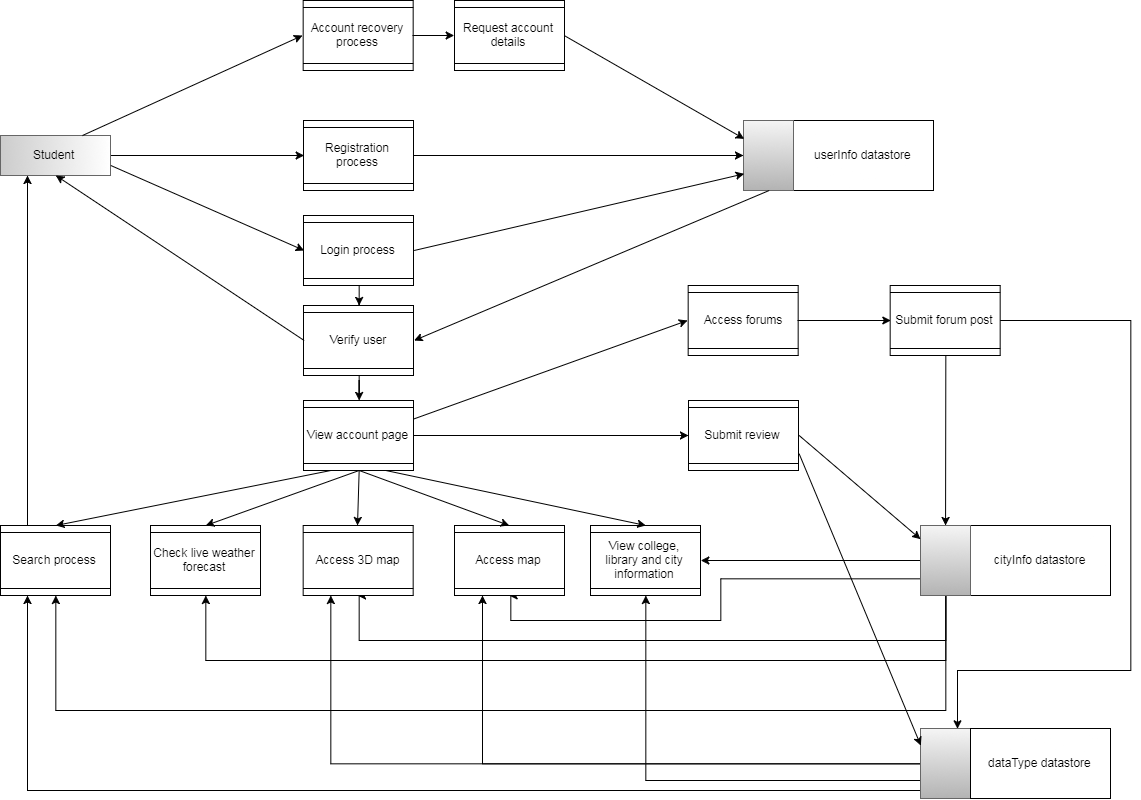 Account recovery
process
Request account
details
Student
Registration
process
userInfo datastore
Login process
Verify user
Access forums
Submit forum post
View account page
Submit review
Search process
Check live weather
forecast
Access 3D map
Access map
View college,
library and city
information
cityInfo datastore
dataType datastore